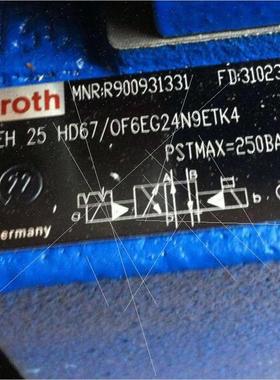 roth MNR:R900931331 FD:31023
EH 25 HD67/OF6EG24N9ETK4
PSTMAX=250BA
A B
a b
ermany